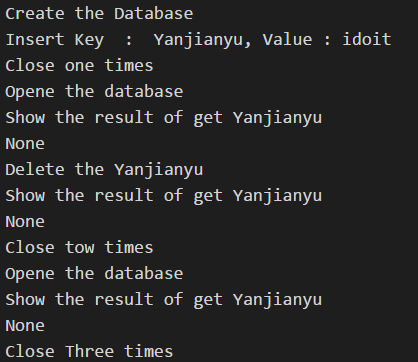 Create the Database
Insert Key  :  Yanjianyu, Value : idoit
Close one times
Opene the database
Show the result of get Yanjianyu
None
Delete the Yanjianyu
Show the result of get Yanjianyu
None
Close tow times
Opene the database
Show the result of get Yanjianyu
None
Close Three times